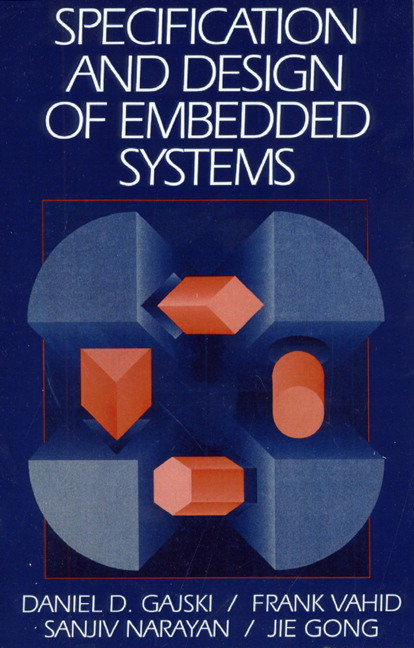 SPECIFICATION
AND DESIGN
OF EMBEDDED
SYSTEMS
DANIEL D. GAJSKI / FRANK VAHID
SANJIV NARAYAN / JIE GONG